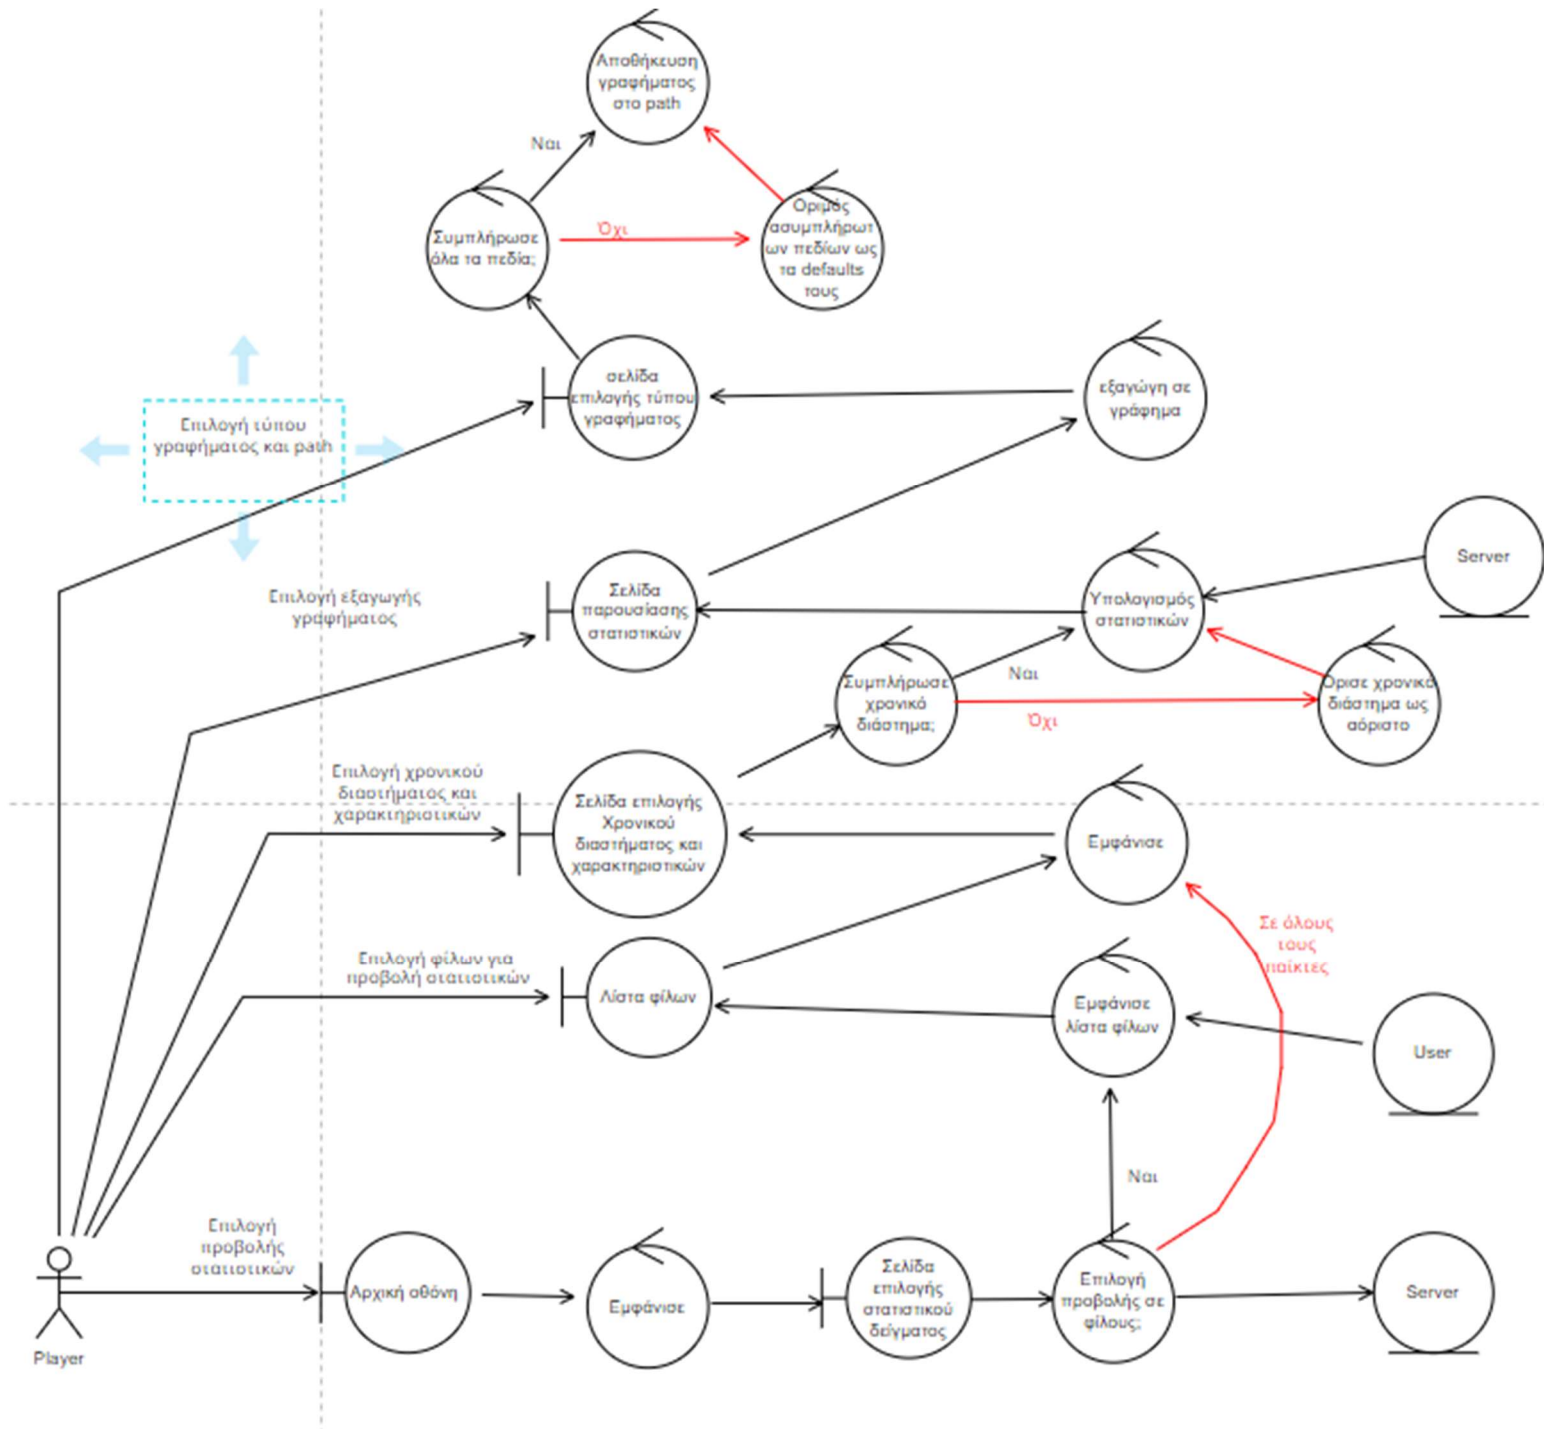 Αποθήκευση
γραφήματος
στο path
Ναι
Συμπλήρωσε
όλα τα πεδία;
Όχι
Οριμός
ασυμπλήρωτ
ων πεδίων ως
τα defaults
τους
σελίδα
επιλογής τύπου
γραφήματος
εξαγώγη σε
γράφημα
Επιλογή τύπου
γραφήματος και path
Server
Επιλογή εξαγωγής
γραφήματος
Σελίδα
παρουσίασης
στατιστικών
Υπολογισμός
στατιστικών
Συμπλήρωσε
χρονικό
διάστημα;
Ναι
Όχι
Όρισε χρονικό
διάστημα ως
αόριστο
Επιλογή χρονικού
διαστήματος και
χαρακτηριστικών
Σελίδα επιλογής
Χρονικού
διαστήματος και
χαρακτηριστικών
Εμφάνισε
Σε όλους
τους
παίκτες
Επιλογή φίλων για
προβολή στατιστικών
Λίστα φίλων
Εμφάνισε
λίστα φίλων
User
Ναι
Επιλογή
προβολής
στατιστικών
Αρχική οθόνη
Εμφάνισε
Σελίδα
επιλογής
στατιστικού
δείγματος
Επιλογή
προβολής σε
φίλους;
Server
Player